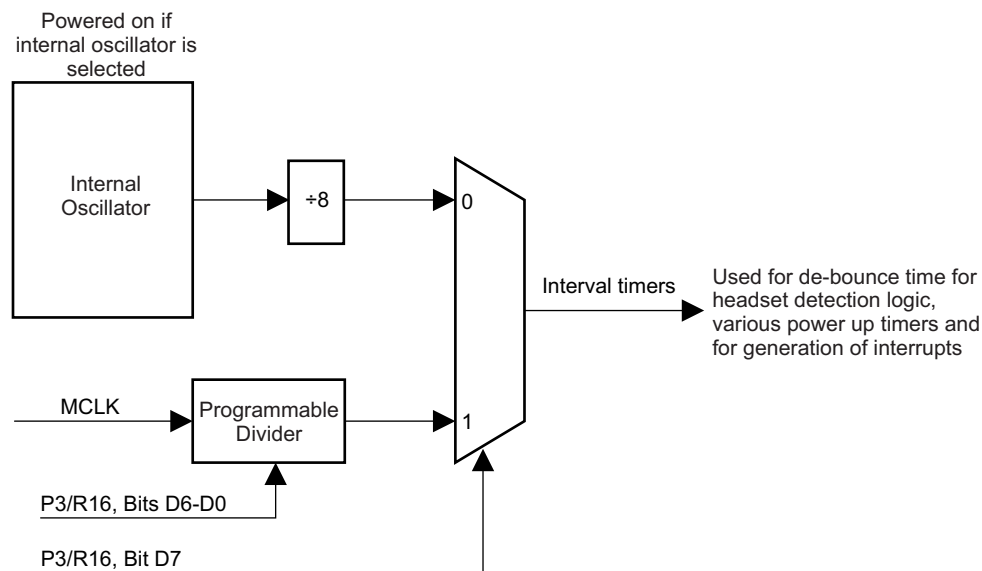 Powered on if
internal oscillator is
selected
Internal
Oscillator
÷8
0
Interval timers
Used for de-bounce time for
headset detection logic,
various power up timers and
for generation of interrupts
MCLK
Programmable
Divider
1
P3/R16, Bits D6-D0
P3/R16, Bit D7